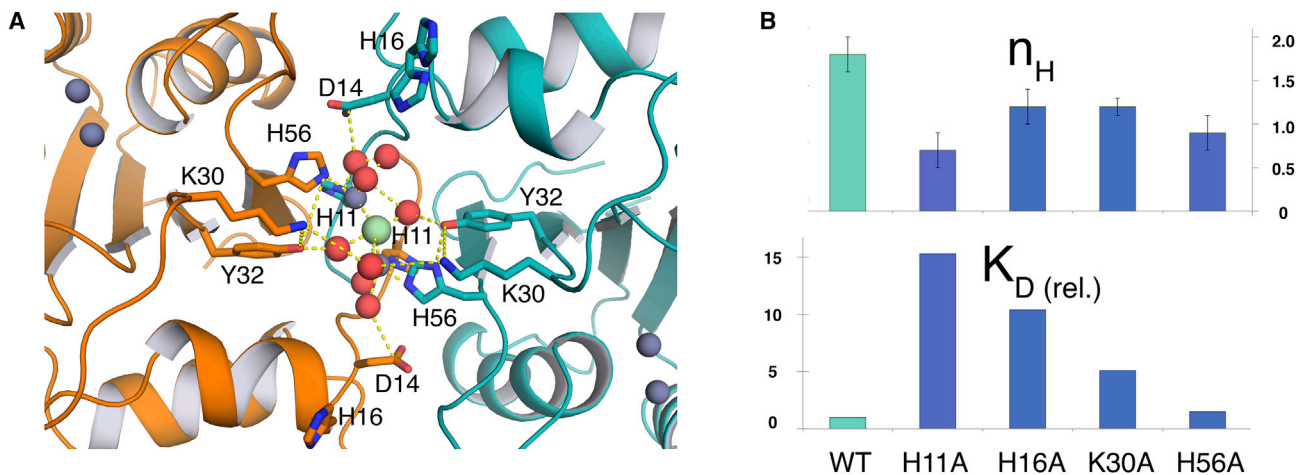 A
H16
D14
H56
K30
H11
H11
Y32
Y32
K30
H56
D14
H16
B
n_H
2.0
1.5
1.0
0.5
0
K_D (rel.)
15
10
5
0
WT H11A H16A K30A H56A